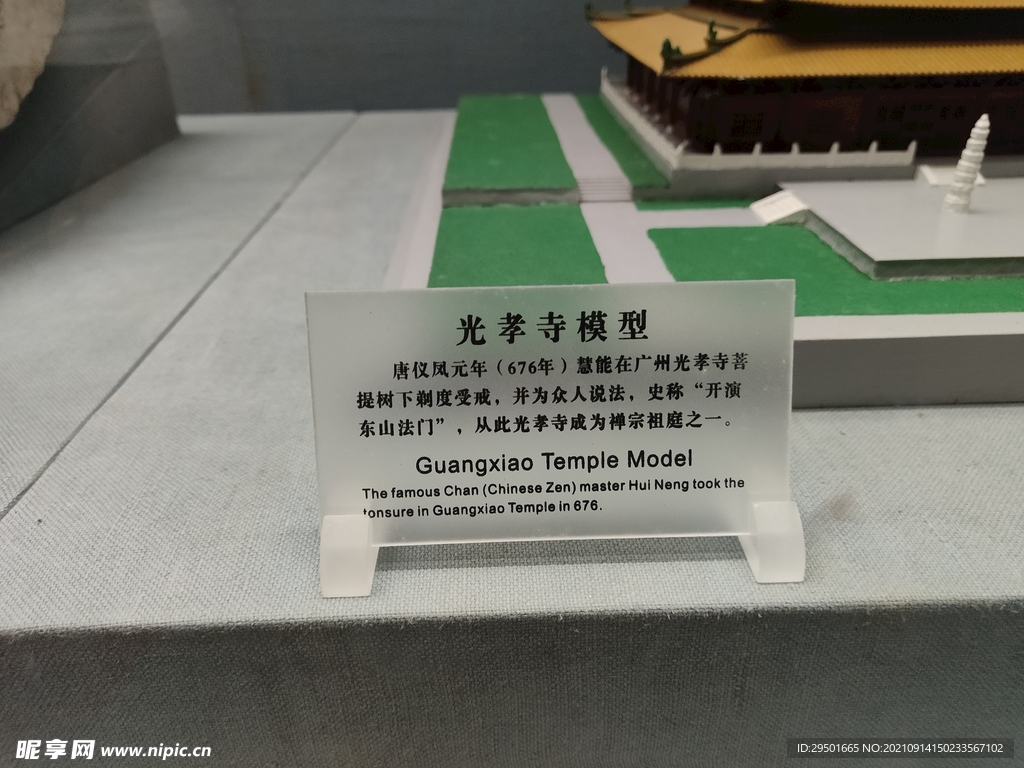 光孝寺模型
唐仪凤元年（676年）慧能在广州光孝寺菩
提树下剃度受戒，并为众人说法，史称“开演
东山法门”，从此光孝寺成为禅宗祖庭之一。
Guangxiao Temple Model
The famous Chan (Chinese Zen) master Hui Neng took the
tonsure in Guangxiao Temple in 676.
昵享网 www.nipic.cn
ID:29501665 NO:20210914150233567102